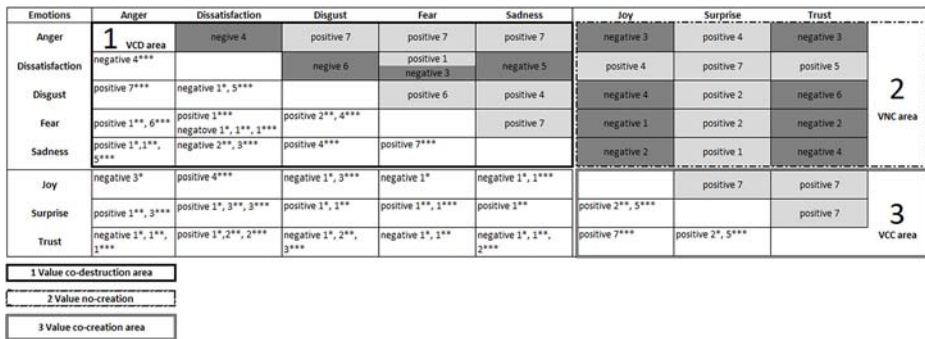 Emotions Anger Dissatisfaction Disgust Fear Sadness Joy Surprise Trust
Anger 1 VCD area negive 4 positive 7 positive 7 positive 7 negative 3 positive 4 negative 3
Dissatisfaction negative 4*** negive 6 positive 1 negative 5 positive 4 positive 7 positive 5
negative 3
Disgust positive 7*** negative 1*, 5*** positive 6 positive 4 negative 4 positive 2 negative 6 2
VNC area
Fear positive 1**, 6*** positive 1*** positive 2**, 4*** positive 7 negative 1 positive 2 negative 2
negatove 1*, 1**, 1***
Sadness positive 1*,1**, negative 2**, 3*** positive 4*** positive 7*** negative 2 positive 1 negative 4
5***
Joy negative 3* positive 4*** negative 1*, 3*** negative 1* negative 1*, 1*** positive 7 positive 7
Surprise positive 1**, 3*** positive 1*, 3**, 3*** positive 1*, 1** positive 1**, 1*** positive 1** positive 2**, 5*** positive 7 3
VCC area
Trust negative 1*, 1**, positive 1*,2**, 2*** negative 1*, 2**, negative 1*, 1** negative 1*, 1**, positive 7*** positive 2*, 5***
1*** 3*** 2***
1 Value co-destruction area
2 Value no-creation
3 Value co-creation area